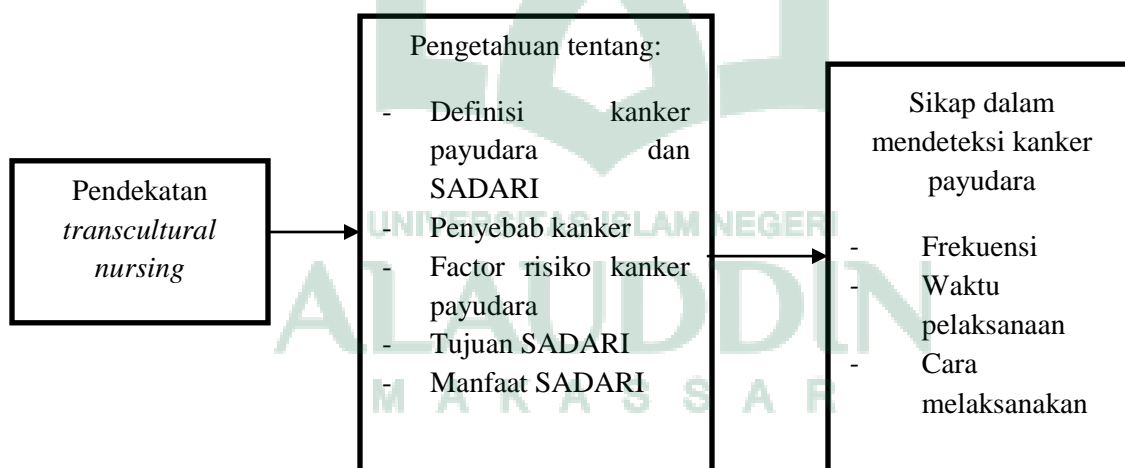 Pendekatan
transcultural
nursing
Pengetahuan tentang:
- Definisi kanker
payudara dan
SADARI
- Penyebab kanker
- Factor risiko kanker
payudara
- Tujuan SADARI
- Manfaat SADARI
Sikap dalam
mendeteksi kanker
payudara
- Frekuensi
- Waktu
pelaksanaan
- Cara
melaksanakan
UNIVERSITAS ISLAM NEGERI
ALAUDDIN
MAKASSAR